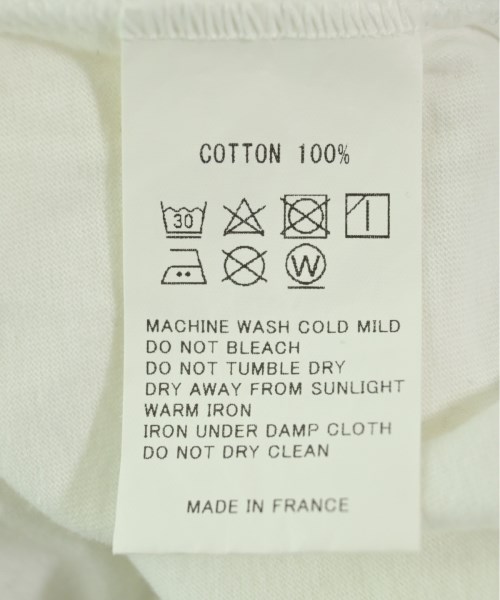 COTTON 100%
30
W
MACHINE WASH COLD MILD
DO NOT BLEACH
DO NOT TUMBLE DRY
DRY AWAY FROM SUNLIGHT
WARM IRON
IRON UNDER DAMP CLOTH
DO NOT DRY CLEAN
MADE IN FRANCE